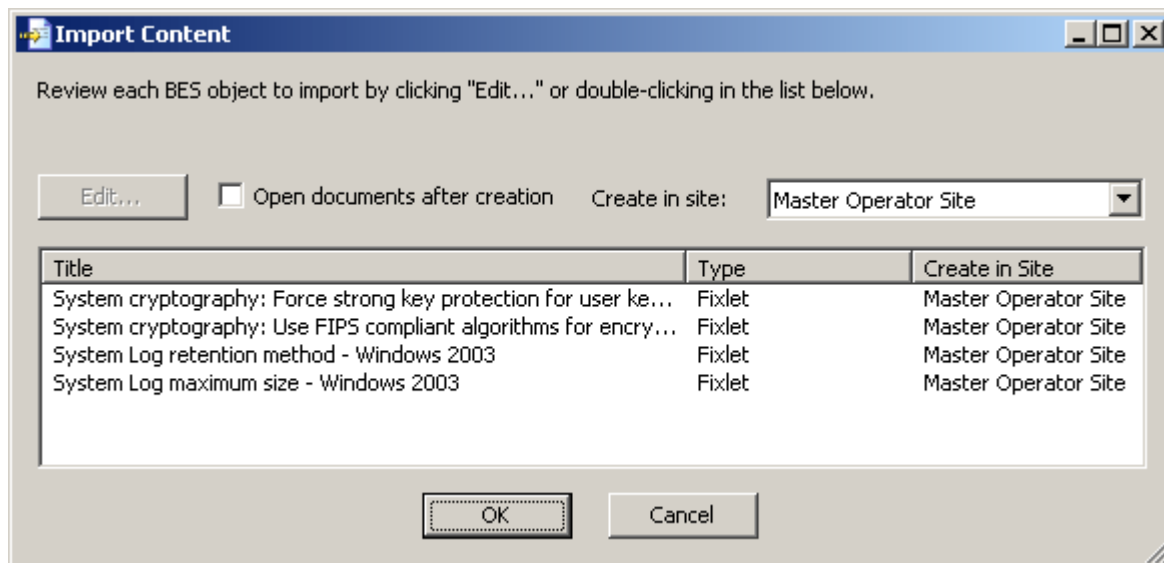 Import Content
Review each BES object to import by clicking "Edit..." or double-clicking in the list below.
Edit... Open documents after creation Create in site: Master Operator Site
Title Type Create in Site
System cryptography: Force strong key protection for user ke... Fixlet Master Operator Site
System cryptography: Use FIPS compliant algorithms for encry... Fixlet Master Operator Site
System Log retention method - Windows 2003 Fixlet Master Operator Site
System Log maximum size - Windows 2003 Fixlet Master Operator Site
OK Cancel